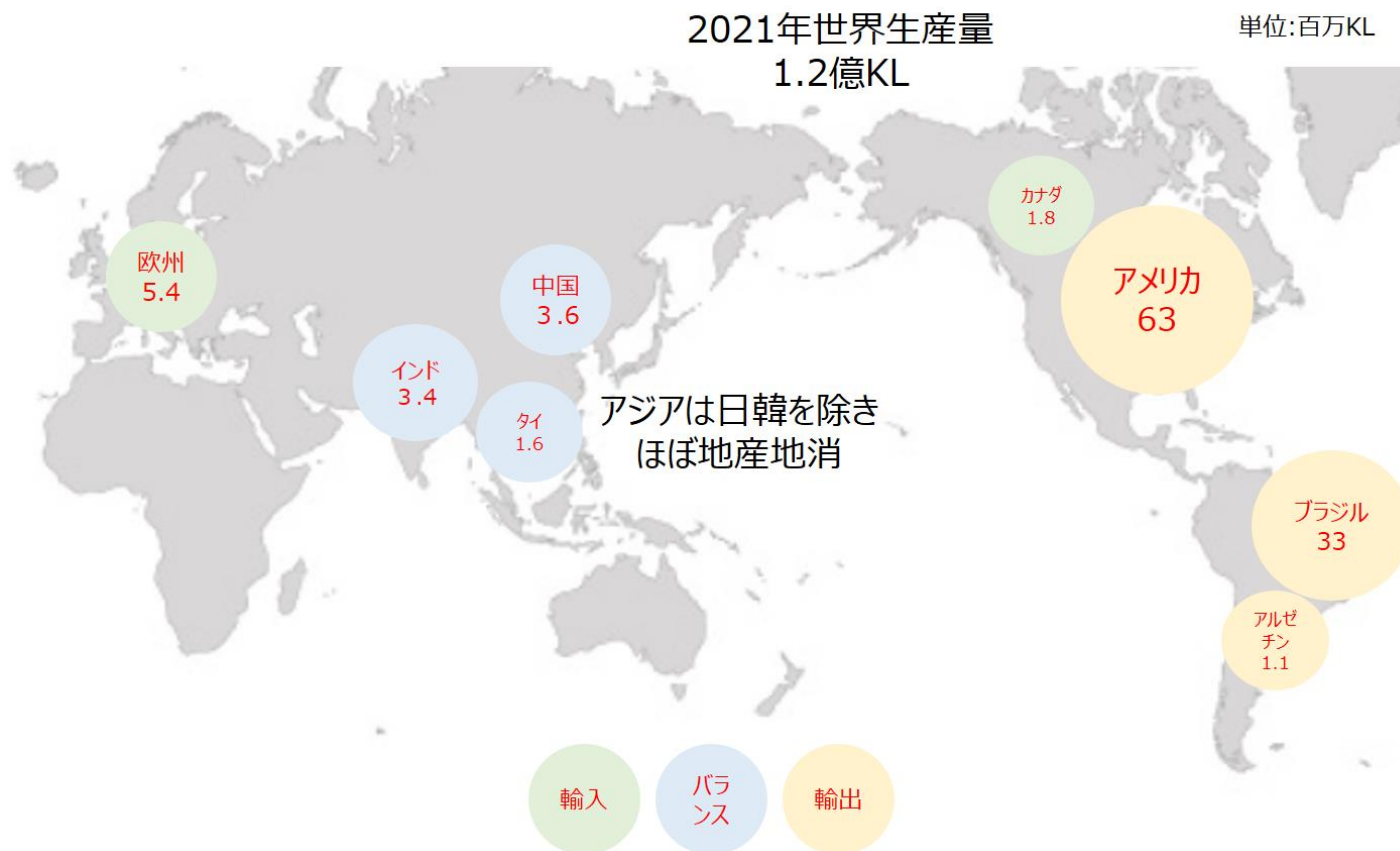 2021年世界生産量
1.2億KL
単位:百万KL
カナダ
1.8
欧州
5.4
中国
3.6
アメリカ
63
インド
3.4
タイ
1.6
アジアは日韓を除き
ほぼ地産地消
ブラジル
33
アルゼ
チン
1.1
輸入
バラ
ンス
輸出